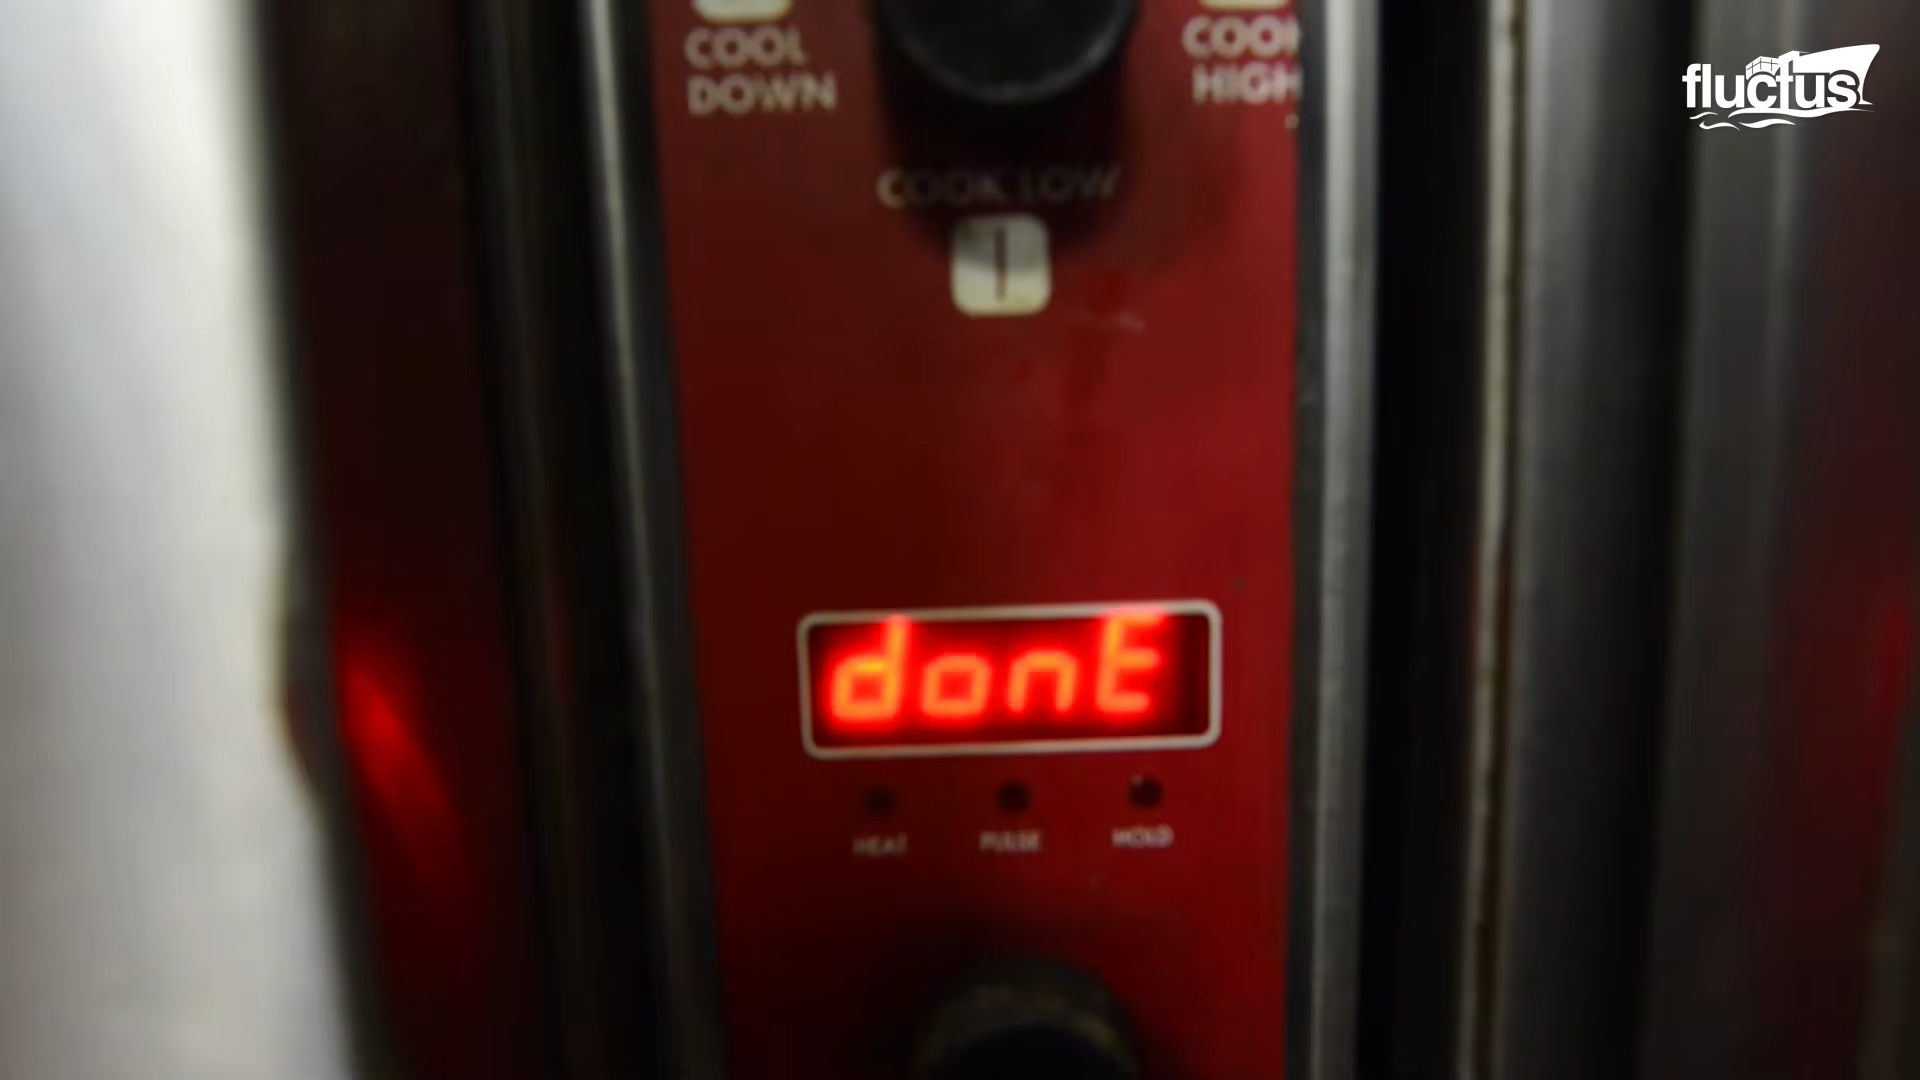 fluctus
COOL
DOWN
COOK
HIGH
COOK LOW
donE
HEAT
PULSE
HOLD